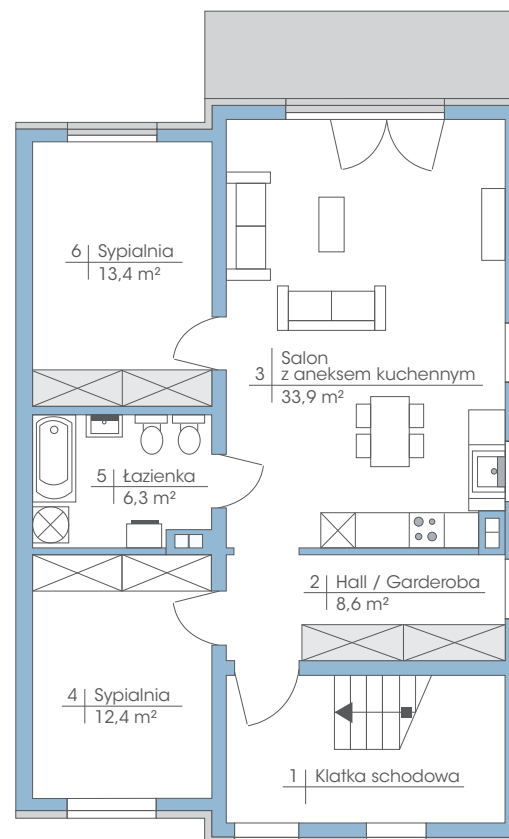 6 | Sypialnia
13,4 m²
3 | Salon
z aneksem kuchennym
33,9 m²
5 | Łazienka
6,3 m²
2 | Hall / Garderoba
8,6 m²
4 | Sypialnia
12,4 m²
1 | Klatka schodowa